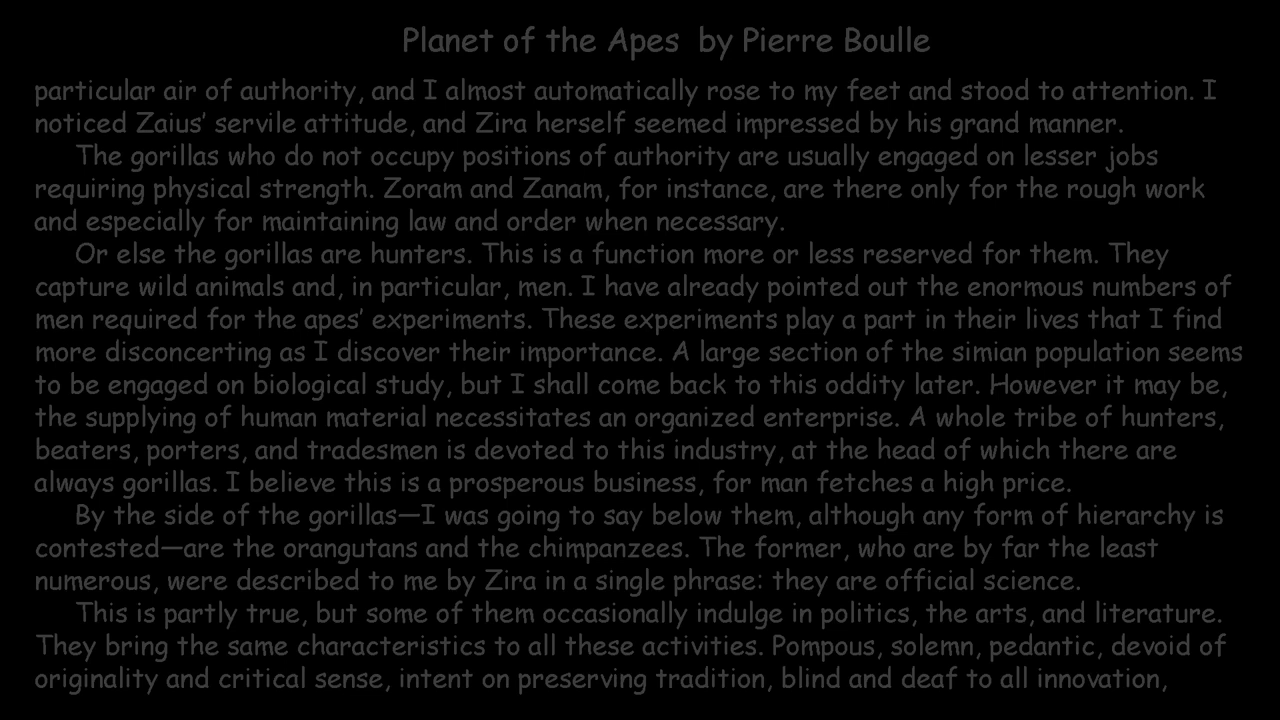 Planet of the Apes  by Pierre Boulle
particular air of authority, and I almost automatically rose to my feet and stood to attention. I
noticed Zaius’ servile attitude, and Zira herself seemed impressed by his grand manner.
The gorillas who do not occupy positions of authority are usually engaged on lesser jobs
requiring physical strength. Zoram and Zanam, for instance, are there only for the rough work
and especially for maintaining law and order when necessary.
Or else the gorillas are hunters. This is a function more or less reserved for them. They
capture wild animals and, in particular, men. I have already pointed out the enormous numbers of
men required for the apes’ experiments. These experiments play a part in their lives that I find
more disconcerting as I discover their importance. A large section of the simian population seems
to be engaged on biological study, but I shall come back to this oddity later. However it may be,
the supplying of human material necessitates an organized enterprise. A whole tribe of hunters,
beaters, porters, and tradesmen is devoted to this industry, at the head of which there are
always gorillas. I believe this is a prosperous business, for man fetches a high price.
By the side of the gorillas—I was going to say below them, although any form of hierarchy is
contested—are the orangutans and the chimpanzees. The former, who are by far the least
numerous, were described to me by Zira in a single phrase: they are official science.
This is partly true, but some of them occasionally indulge in politics, the arts, and literature.
They bring the same characteristics to all these activities. Pompous, solemn, pedantic, devoid of
originality and critical sense, intent on preserving tradition, blind and deaf to all innovation,